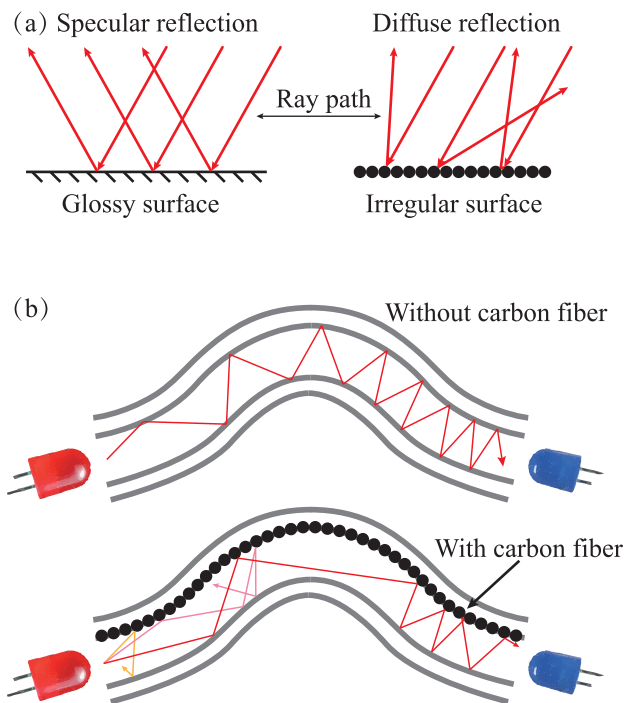 (a) Specular reflection Diffuse reflection
Ray path
Glossy surface Irregular surface
(b)
Without carbon fiber
With carbon fiber